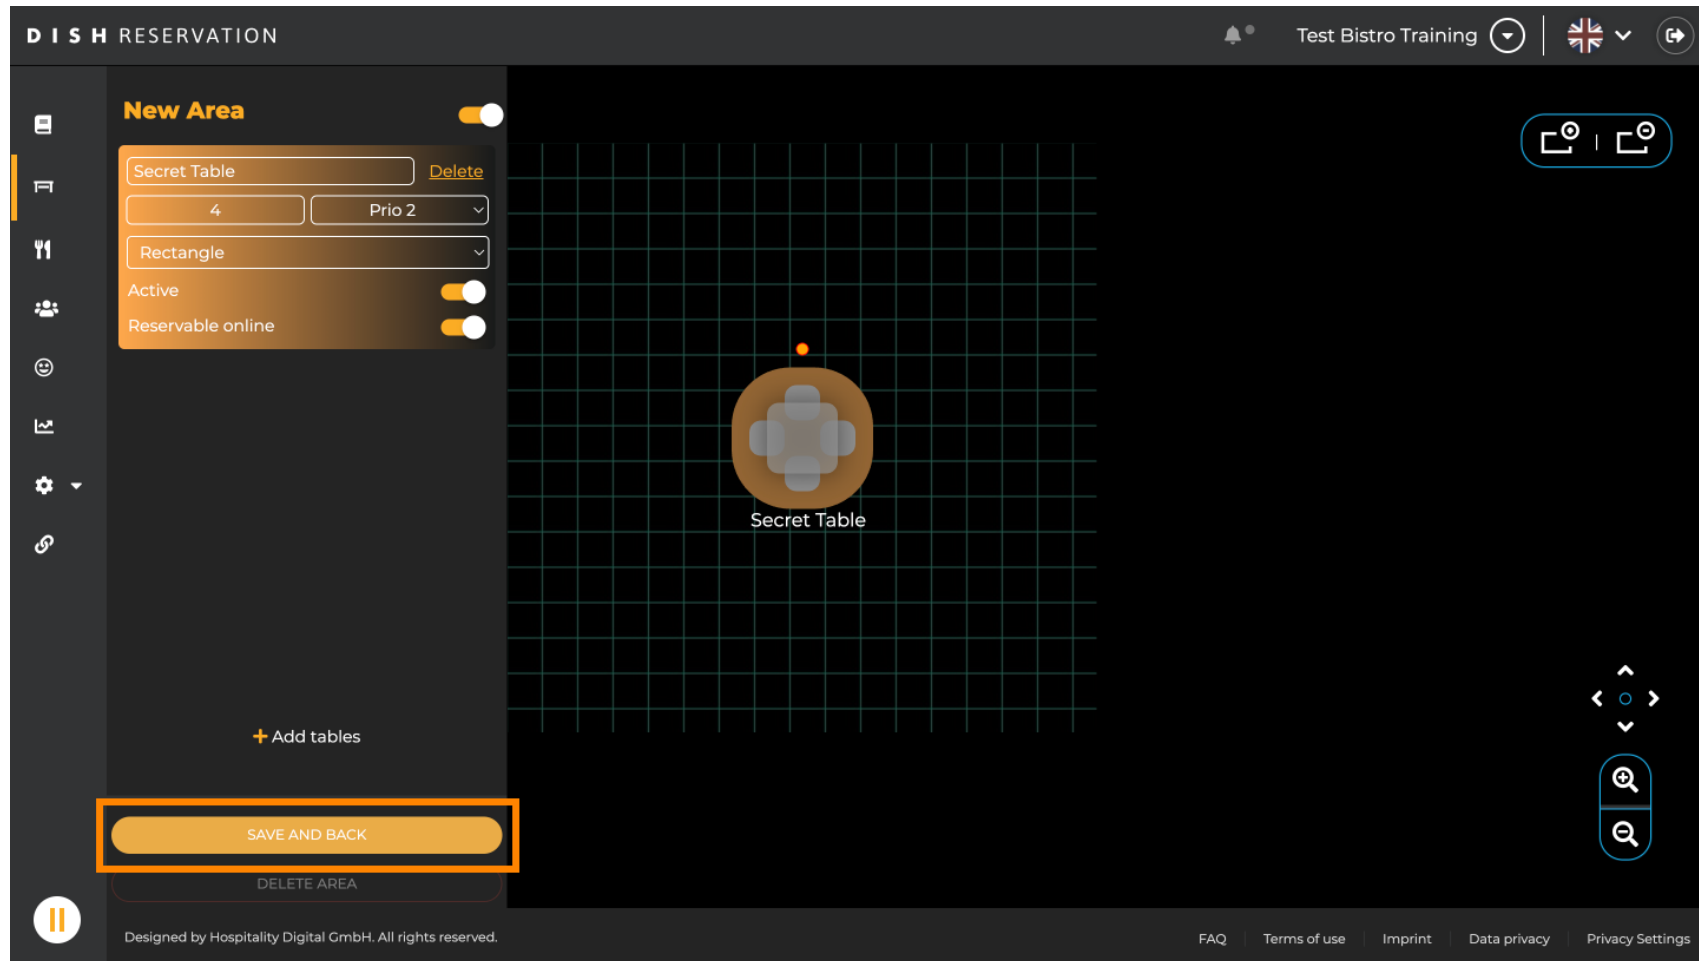 DISH RESERVATION
Test Bistro Training
New Area
Secret Table Delete
4 Prio 2
Rectangle
Active
Reservable online
Secret Table
+ Add tables
SAVE AND BACK
DELETE AREA
Designed by Hospitality Digital GmbH. All rights reserved.
FAQ Terms of use Imprint Data privacy Privacy Settings